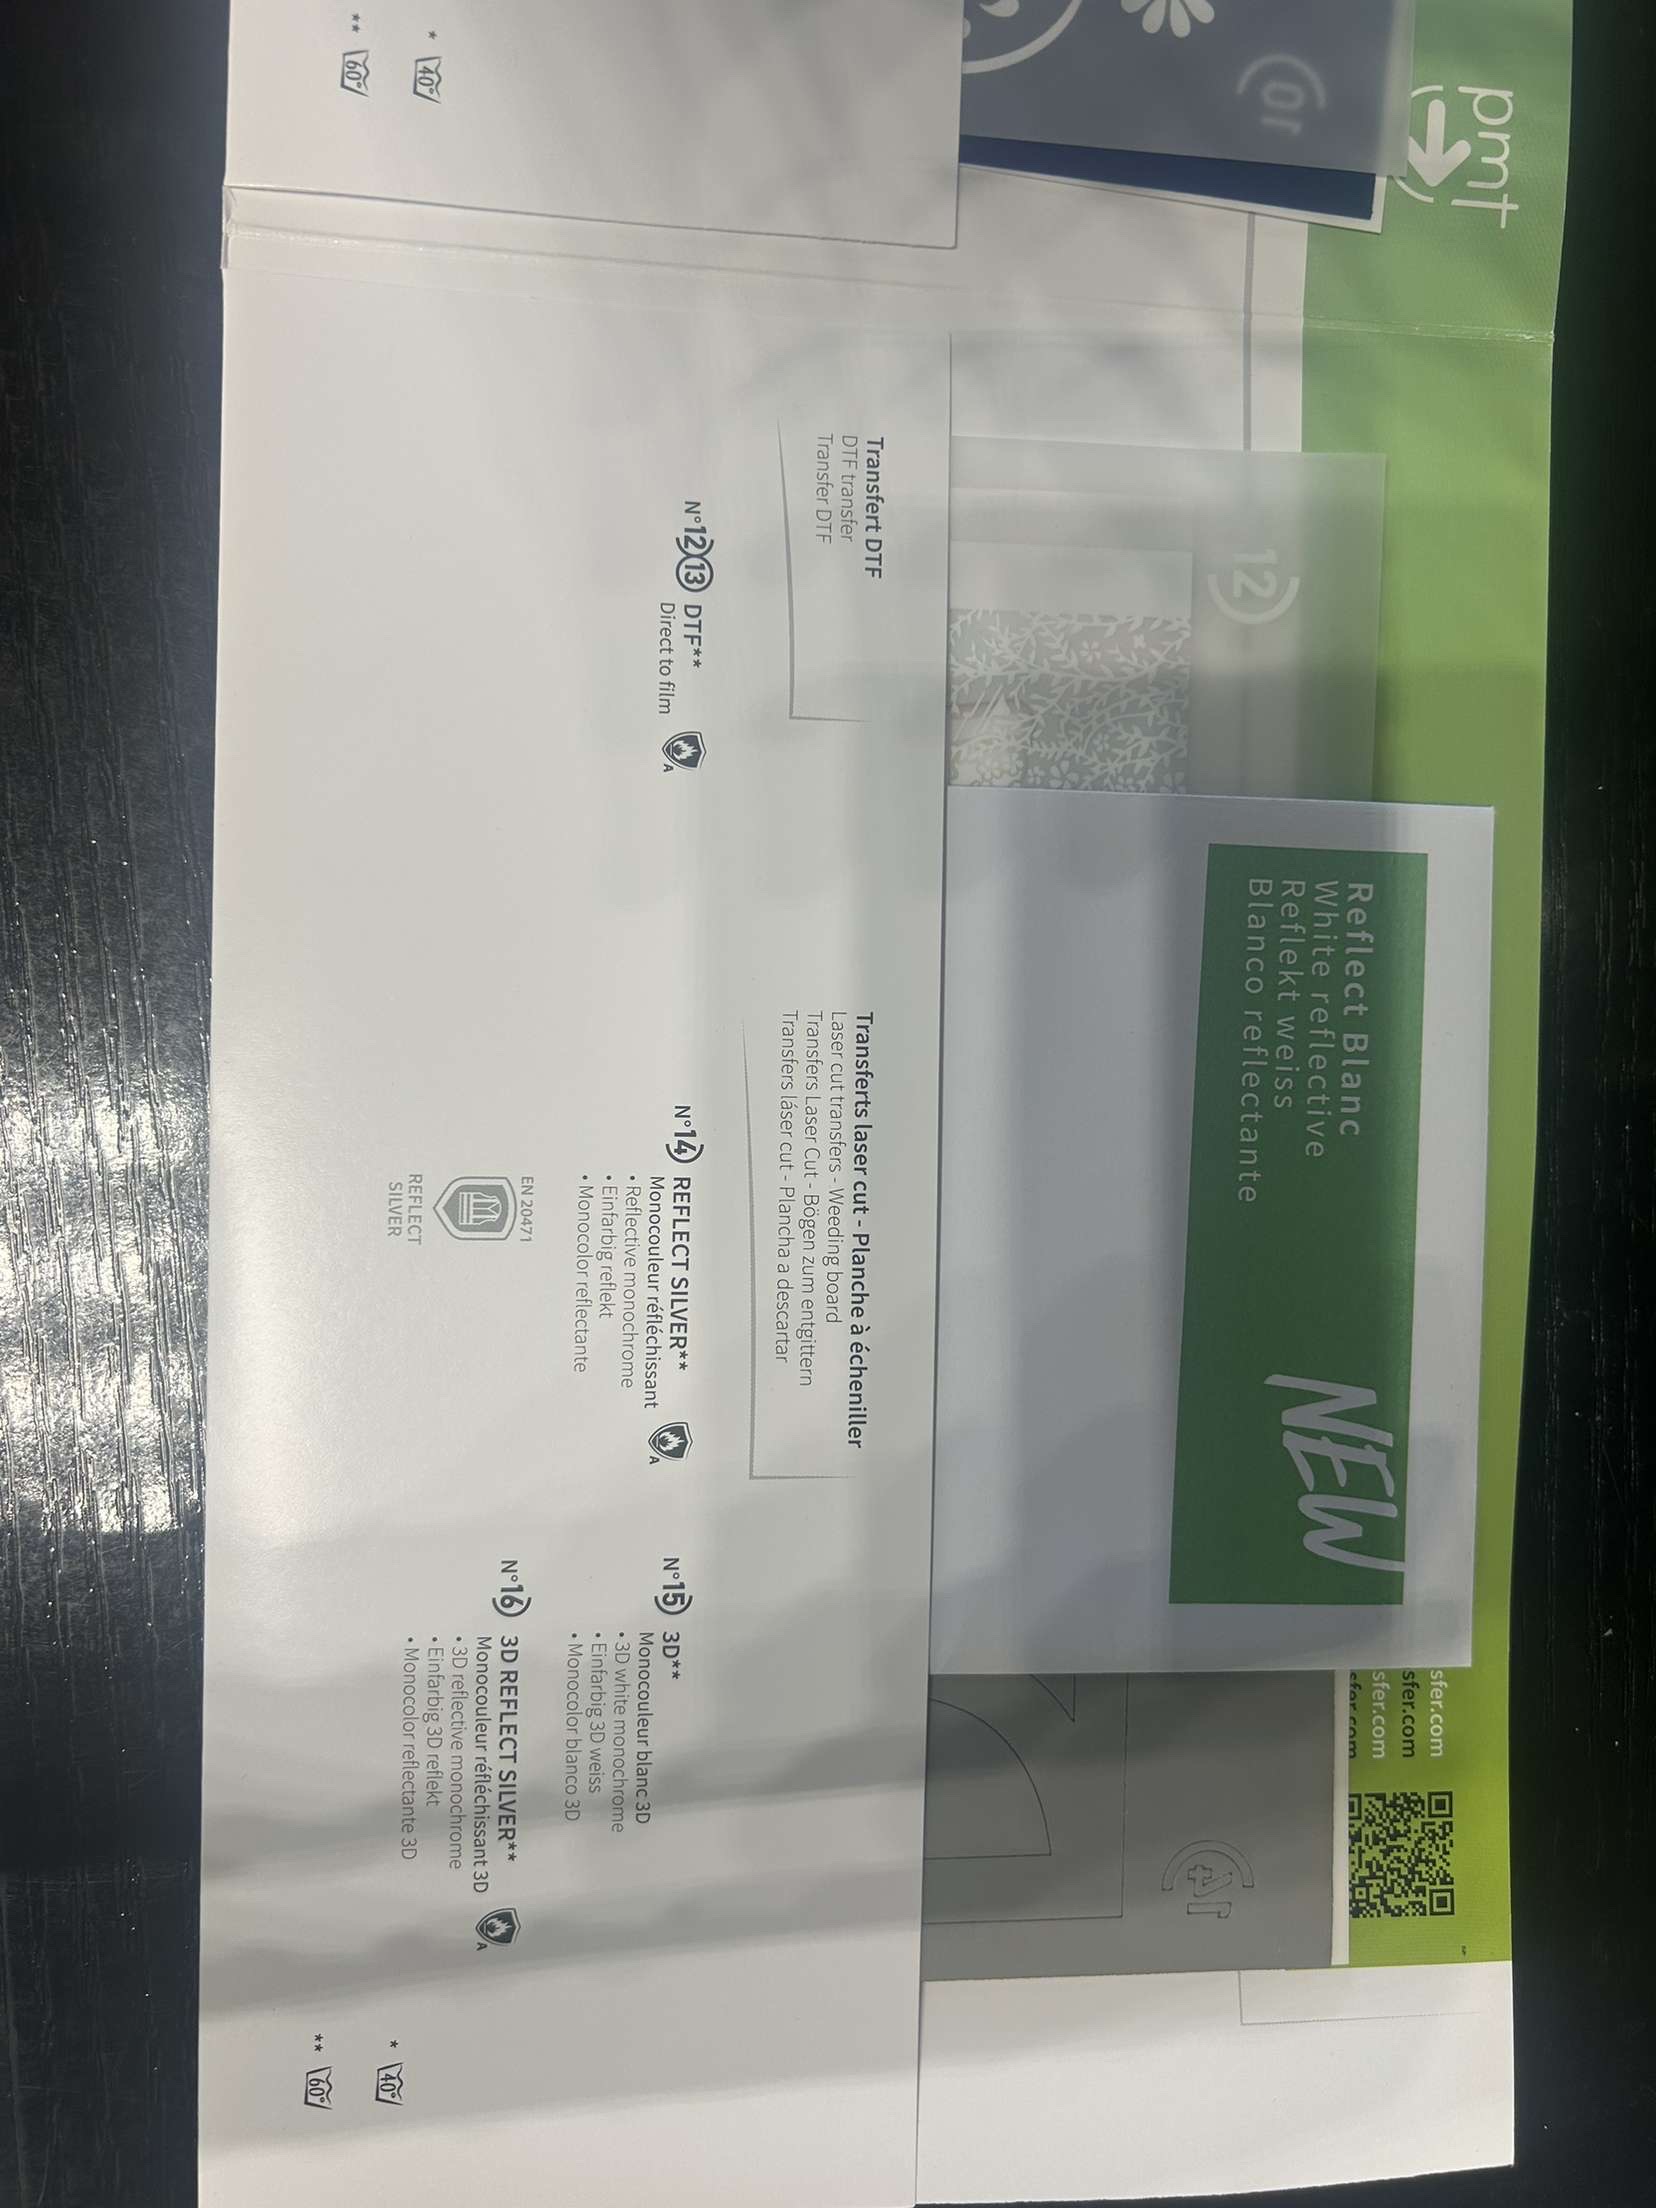 pmt
10
12
Reflect Blanc
White reflective
Reflekt weiss
Blanco reflectante
NEW
sfer.com
sfer.com
sfer.com
sfer.com
14
Transfert DTF
DTF transfer
Transfer DTF
Transferts laser cut - Planche à écheniller
Laser cut transfers - Weeding board
Transfers Laser Cut - Bögen zum entgittern
Transfers láser cut - Plancha a descartar
N°12 13 DTF**
Direct to film
A
N°14 REFLECT SILVER**
Monocouleur réfléchissant
• Reflective monochrome
• Einfarbig reflekt
• Monocolor reflectante
A
EN 20471
REFLECT
SILVER
N°15 3D**
Monocouleur blanc 3D
• 3D white monochrome
• Einfarbig 3D weiss
• Monocolor blanco 3D
N°16 3D REFLECT SILVER**
Monocouleur réfléchissant 3D
• 3D reflective monochrome
• Einfarbig 3D reflekt
• Monocolor reflectante 3D
A
* 40°
** 60°
* 40°
** 60°